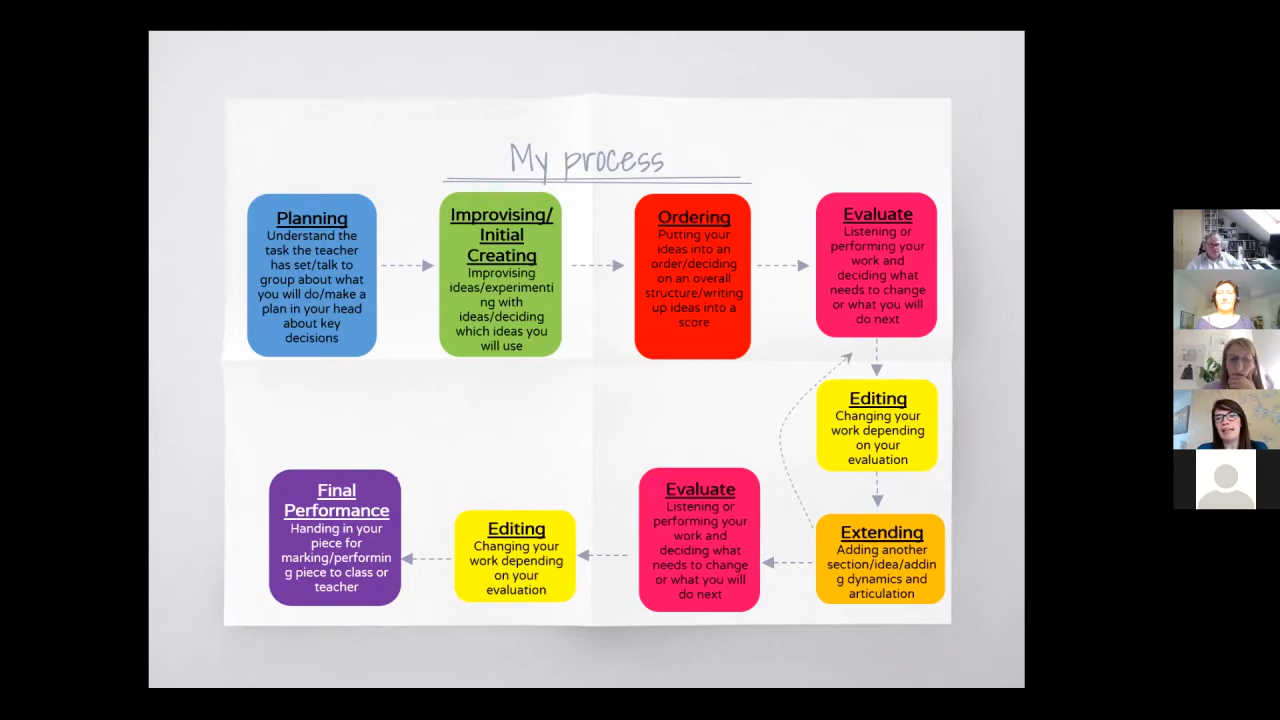 My process
Planning
Understand the
task the teacher
has set/talk to
group about what
you will do/make a
plan in your head
about key
decisions
Improvising/
Initial
Creating
Improvising
ideas/experimenti
ng with
ideas/deciding
which ideas you
will use
Ordering
Putting your
ideas into an
order/deciding
on an overall
structure/writing
up ideas into a
score
Evaluate
Listening or
performing your
work and
deciding what
needs to change
or what you will
do next
Editing
Changing your
work depending
on your
evaluation
Extending
Adding another
section/idea/addin
g dynamics and
articulation
Evaluate
Listening or
performing your
work and
deciding what
needs to change
or what you will
do next
Editing
Changing your
work depending
on your
evaluation
Final
Performance
Handing in your
piece for
marking/performin
g piece to class or
teacher